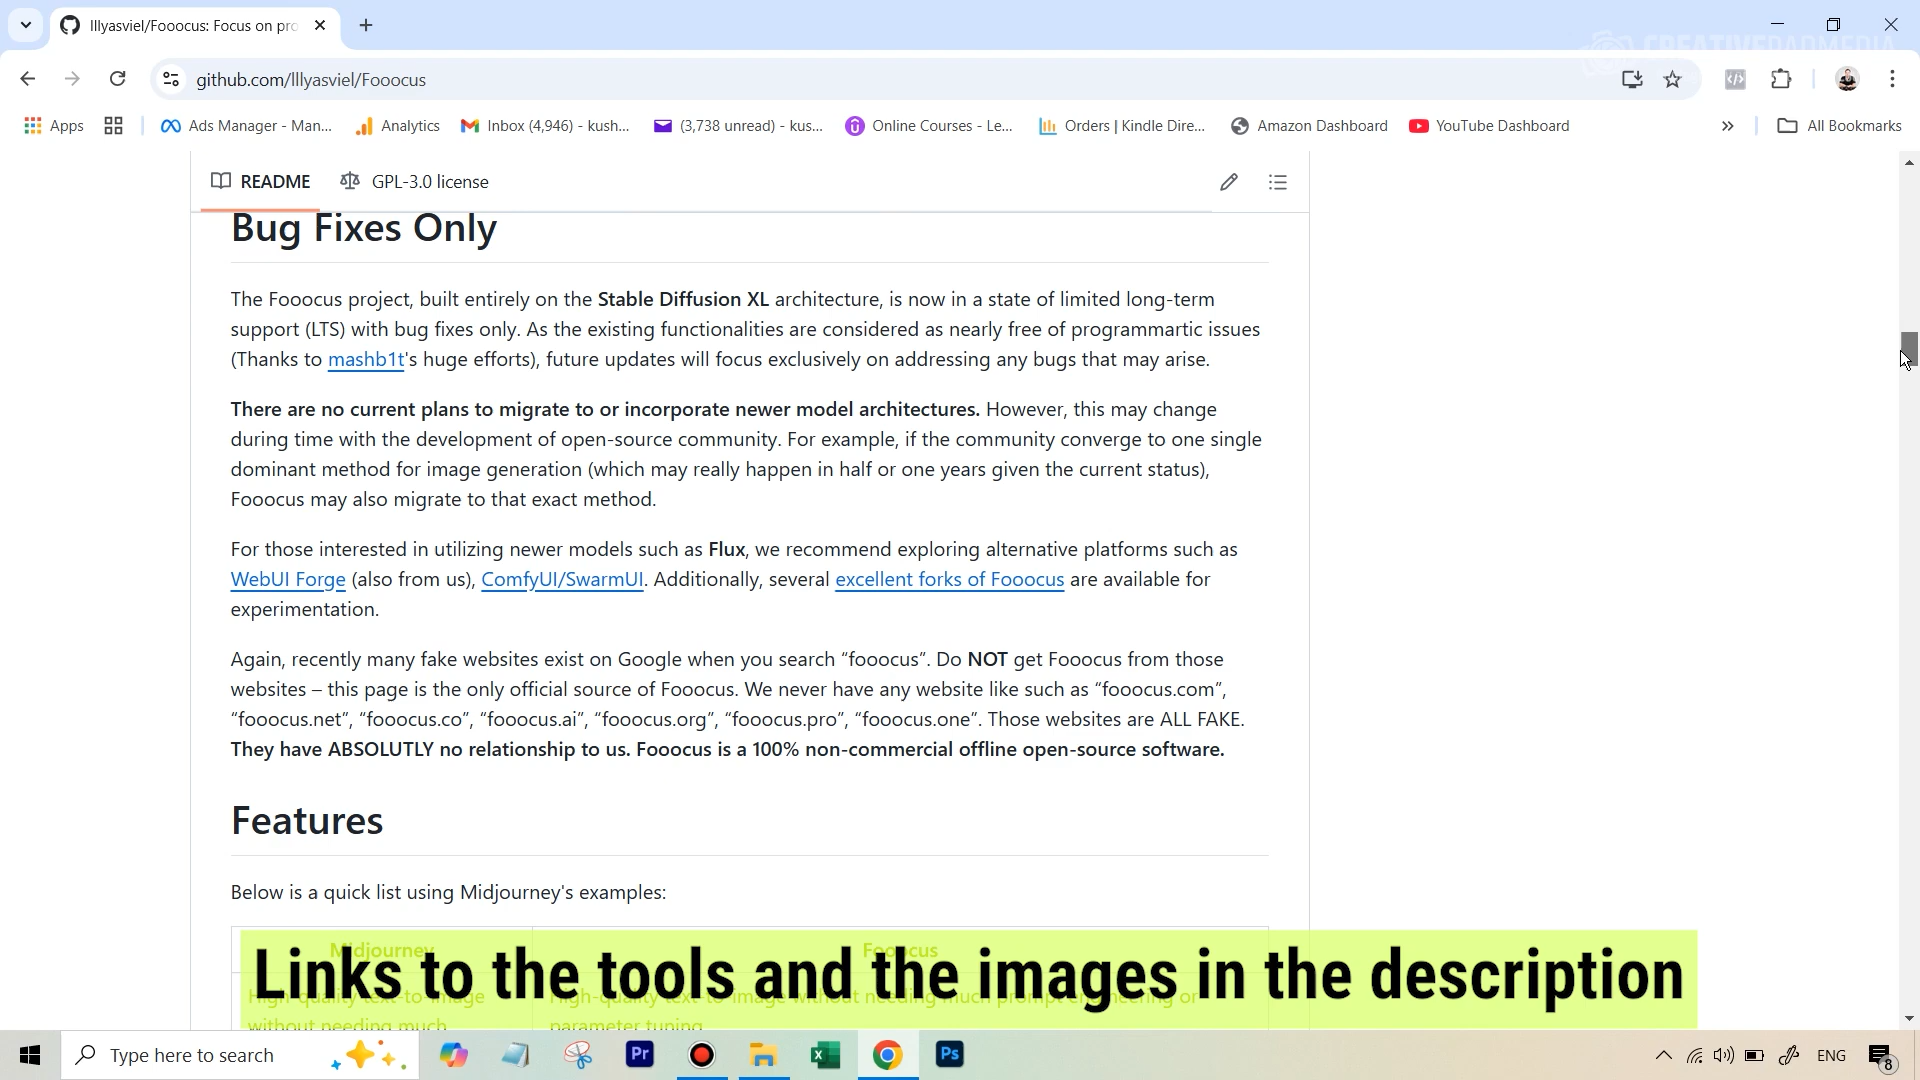 lllyasviel/Fooocus: Focus on pro
CREATIVEDADMEDIA
github.com/lllyasviel/Fooocus
Apps
Ads Manager - Man...
Analytics
Inbox (4,946) - kush...
(3,738 unread) - kus...
Online Courses - Le...
Orders | Kindle Dire...
Amazon Dashboard
YouTube Dashboard
All Bookmarks
README
GPL-3.0 license
Bug Fixes Only
The Fooocus project, built entirely on the Stable Diffusion XL architecture, is now in a state of limited long-term
support (LTS) with bug fixes only. As the existing functionalities are considered as nearly free of programmartic issues
(Thanks to mashb1t's huge efforts), future updates will focus exclusively on addressing any bugs that may arise.
There are no current plans to migrate to or incorporate newer model architectures. However, this may change
during time with the development of open-source community. For example, if the community converge to one single
dominant method for image generation (which may really happen in half or one years given the current status),
Fooocus may also migrate to that exact method.
For those interested in utilizing newer models such as Flux, we recommend exploring alternative platforms such as
WebUI Forge (also from us), ComfyUI/SwarmUI. Additionally, several excellent forks of Fooocus are available for
experimentation.
Again, recently many fake websites exist on Google when you search “fooocus”. Do NOT get Fooocus from those
websites – this page is the only official source of Fooocus. We never have any website like such as “fooocus.com”,
“fooocus.net”, “fooocus.co”, “fooocus.ai”, “fooocus.org”, “fooocus.pro”, “fooocus.one”. Those websites are ALL FAKE.
They have ABSOLUTLY no relationship to us. Fooocus is a 100% non-commercial offline open-source software.
Features
Below is a quick list using Midjourney's examples:
Midjourney
Fooocus
Links to the tools and the images in the description
High-quality text-to-image
without needing much
High-quality text-to-image without needing much prompt engineering or
parameter tuning.
Type here to search
Pr
Ps
ENG
8